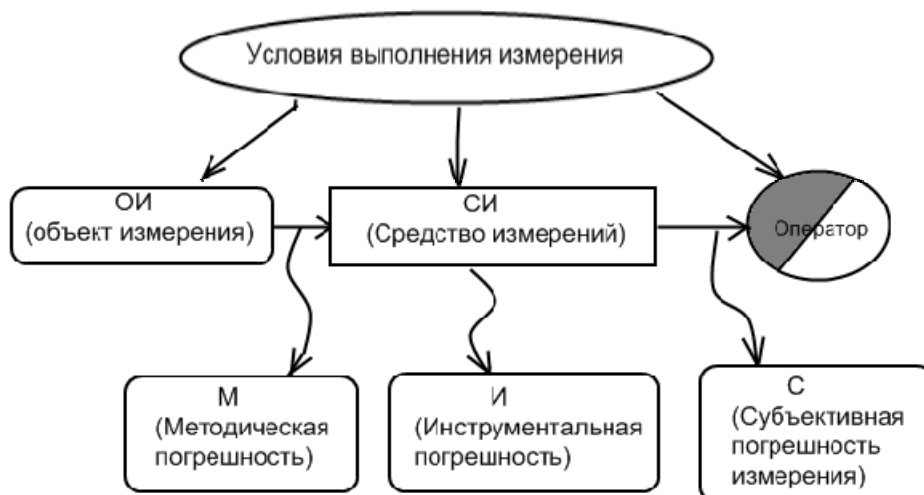 Условия выполнения измерения
ОИ
(объект измерения)
СИ
(Средство измерений)
Оператор
М
(Методическая
погрешность)
И
(Инструментальная
погрешность)
С
(Субъективная
погрешность
измерения)